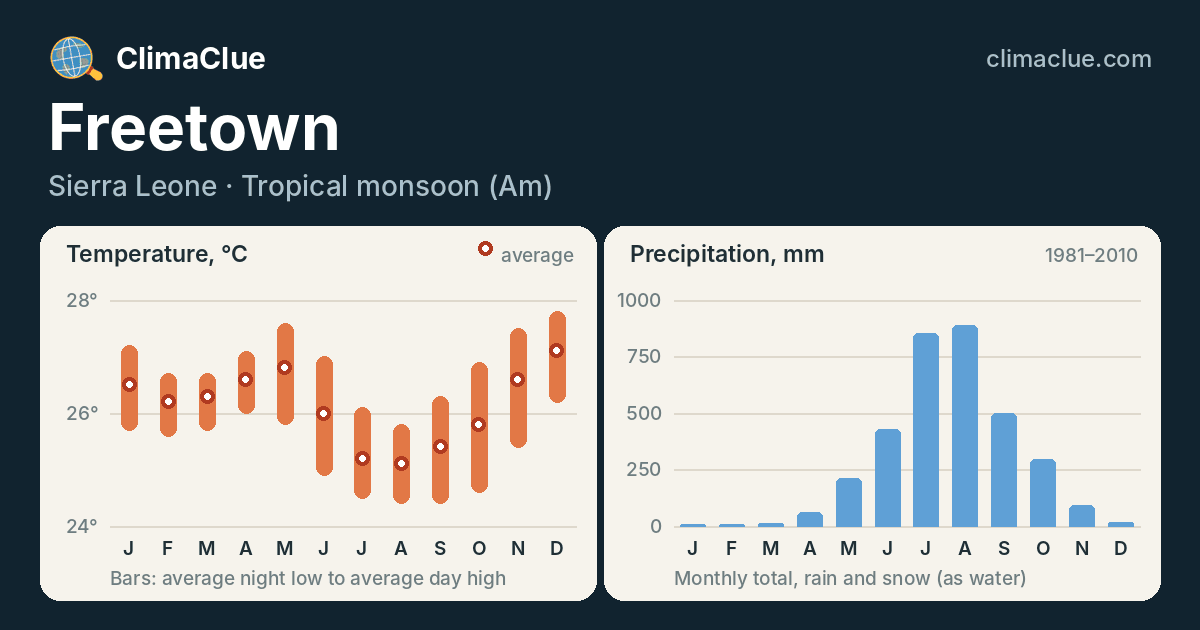 ClimaClue
climaclue.com
Freetown
Sierra Leone · Tropical monsoon (Am)
Temperature, °C
average
28°
26°
24°
J F M A M J J A S O N D
Bars: average night low to average day high
Precipitation, mm
1981–2010
1000
750
500
250
0
J F M A M J J A S O N D
Monthly total, rain and snow (as water)